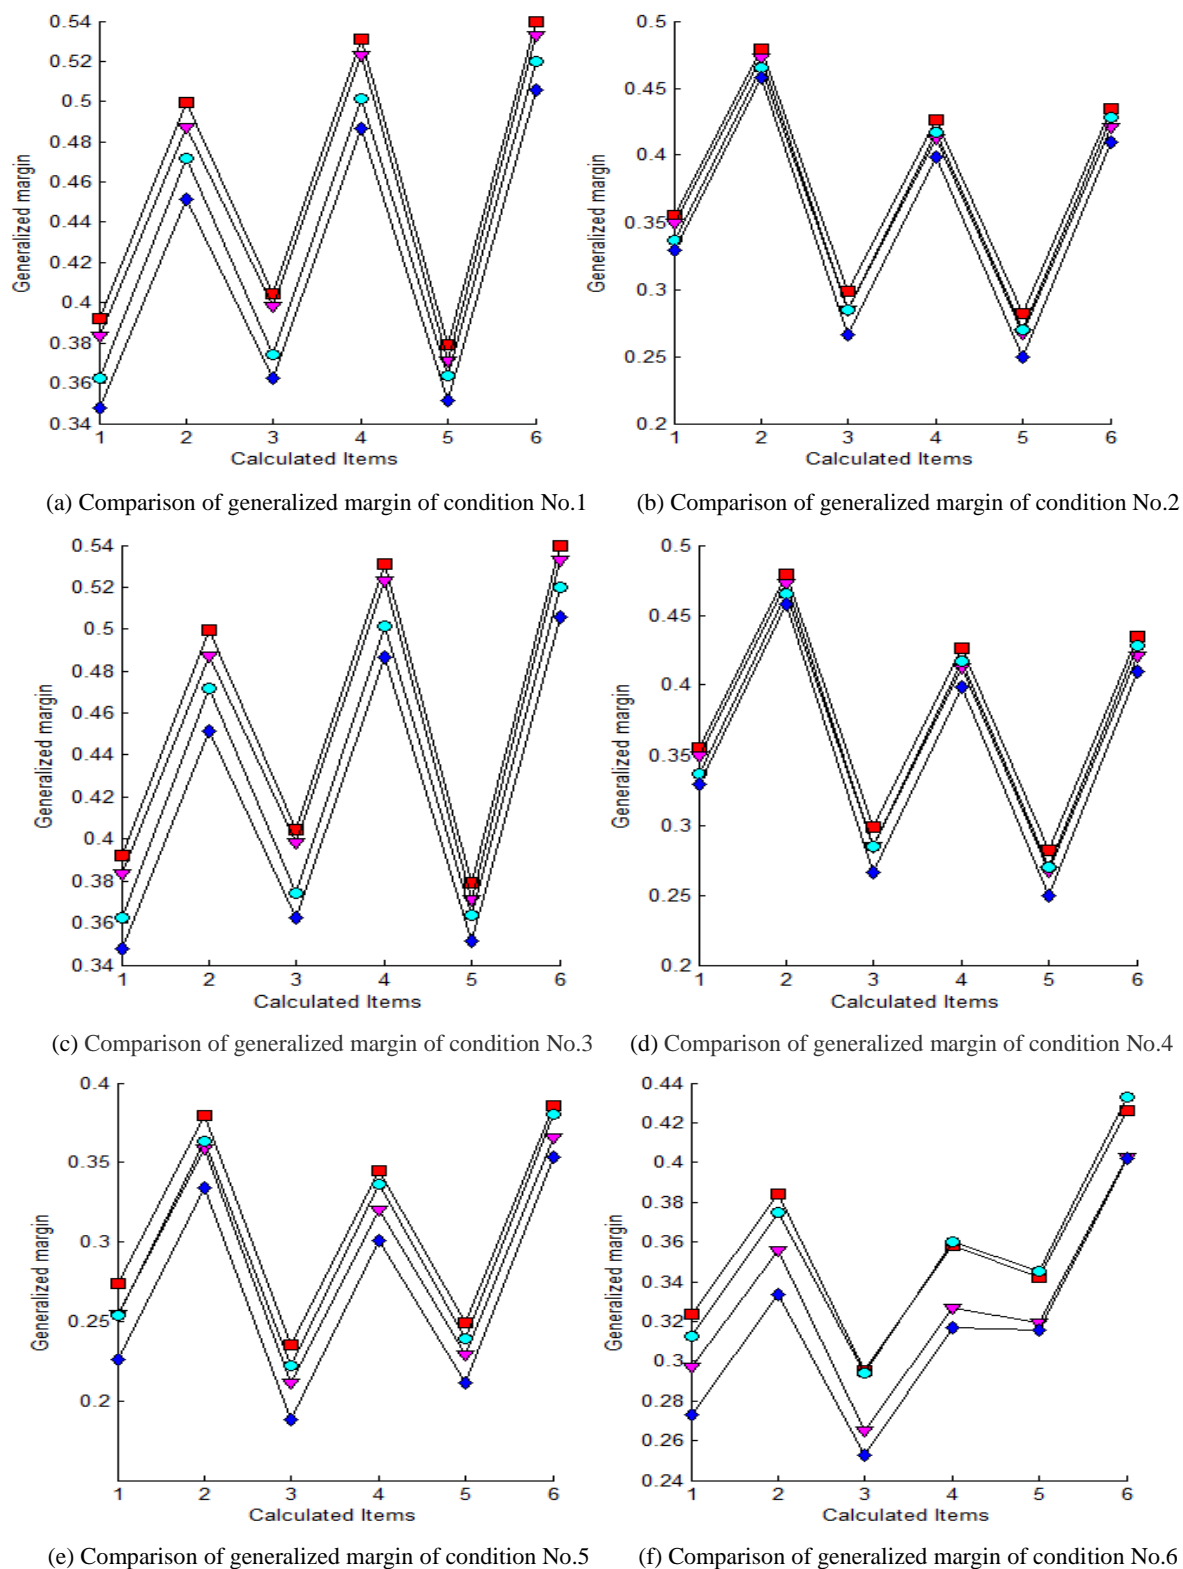 0.54
0.52
0.5
0.48
0.46
0.44
0.42
0.4
0.38
0.36
0.34
Generalized margin
1 2 3 4 5 6
Calculated Items
(a) Comparison of generalized margin of condition No.1
0.5
0.45
0.4
0.35
0.3
0.25
0.2
Generalized margin
1 2 3 4 5 6
Calculated Items
(b) Comparison of generalized margin of condition No.2
0.54
0.52
0.5
0.48
0.46
0.44
0.42
0.4
0.38
0.36
0.34
Generalized margin
1 2 3 4 5 6
Calculated Items
(c) Comparison of generalized margin of condition No.3
0.5
0.45
0.4
0.35
0.3
0.25
0.2
Generalized margin
1 2 3 4 5 6
Calculated Items
(d) Comparison of generalized margin of condition No.4
0.4
0.35
0.3
0.25
0.2
Generalized margin
1 2 3 4 5 6
Calculated Items
(e) Comparison of generalized margin of condition No.5
0.44
0.42
0.4
0.38
0.36
0.34
0.32
0.3
0.28
0.26
0.24
Generalized margin
1 2 3 4 5 6
Calculated Items
(f) Comparison of generalized margin of condition No.6